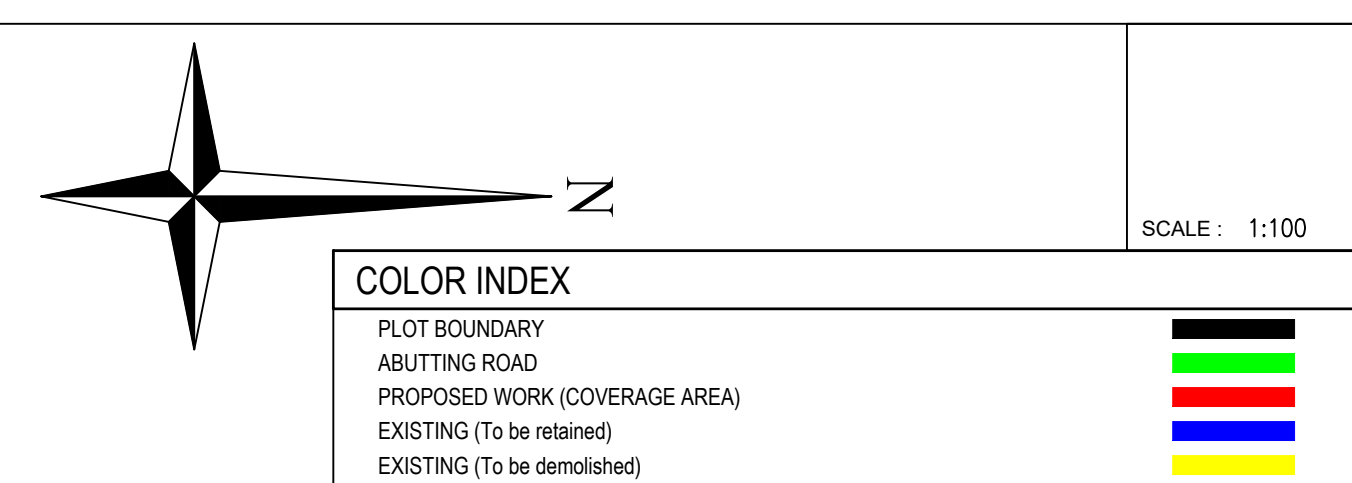 N
SCALE : 1:100
COLOR INDEX
PLOT BOUNDARY
ABUTTING ROAD
PROPOSED WORK (COVERAGE AREA)
EXISTING (To be retained)
EXISTING (To be demolished)